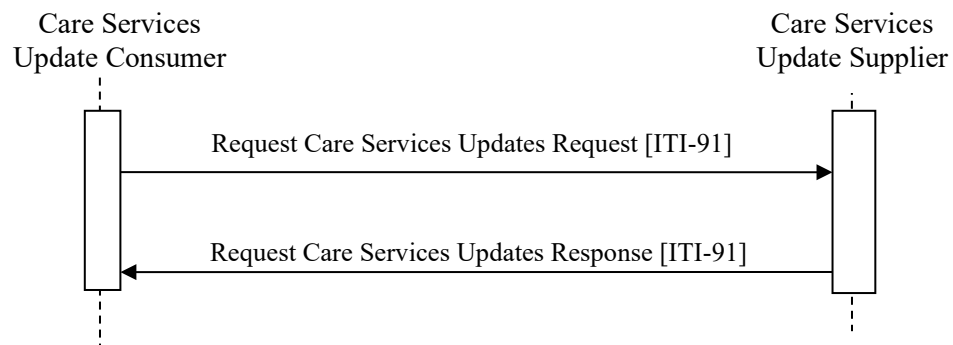 Care Services
Update Consumer
Care Services
Update Supplier
Request Care Services Updates Request [ITI-91]
Request Care Services Updates Response [ITI-91]